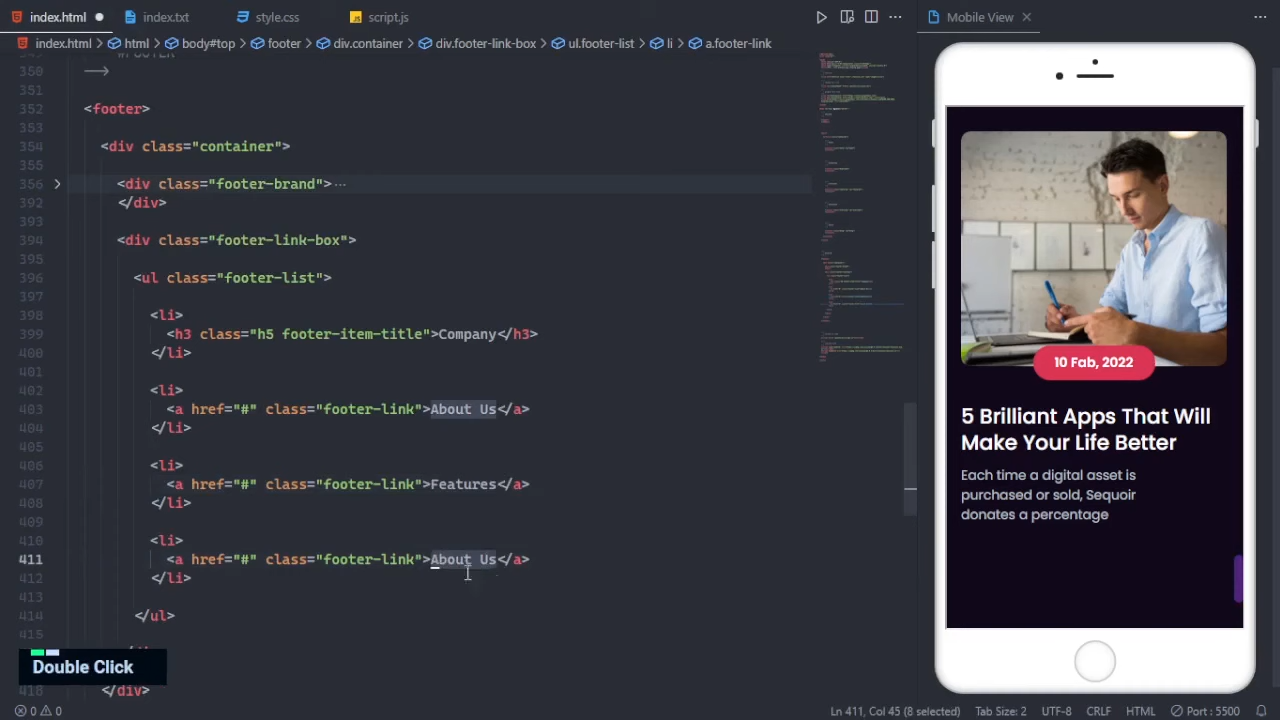 index.html
index.txt
style.css
script.js
Mobile View
index.html html body#top footer div.container div.footer-link-box ul.footer-list li a.footer-link
#FOOTER
350 -->
351
352 <footer>
353
354 <div class="container">
355
356 <div class="footer-brand">...
392 </div>
393
394 <div class="footer-link-box">
395
396 <ul class="footer-list">
397
398 <li>
399 <h3 class="h5 footer-item-title">Company</h3>
400 </li>
401
402 <li>
403 <a href="#" class="footer-link">About Us</a>
404 </li>
405
406 <li>
407 <a href="#" class="footer-link">Features</a>
408 </li>
409
410 <li>
411 <a href="#" class="footer-link">About Us</a>
412 </li>
413
414 </ul>
415
Double Click
418 </div>
10 Fab, 2022
5 Brilliant Apps That Will
Make Your Life Better
Each time a digital asset is
purchased or sold, Sequoir
donates a percentage
0 0 Ln 411, Col 45 (8 selected) Tab Size: 2 UTF-8 CRLF HTML Port : 5500